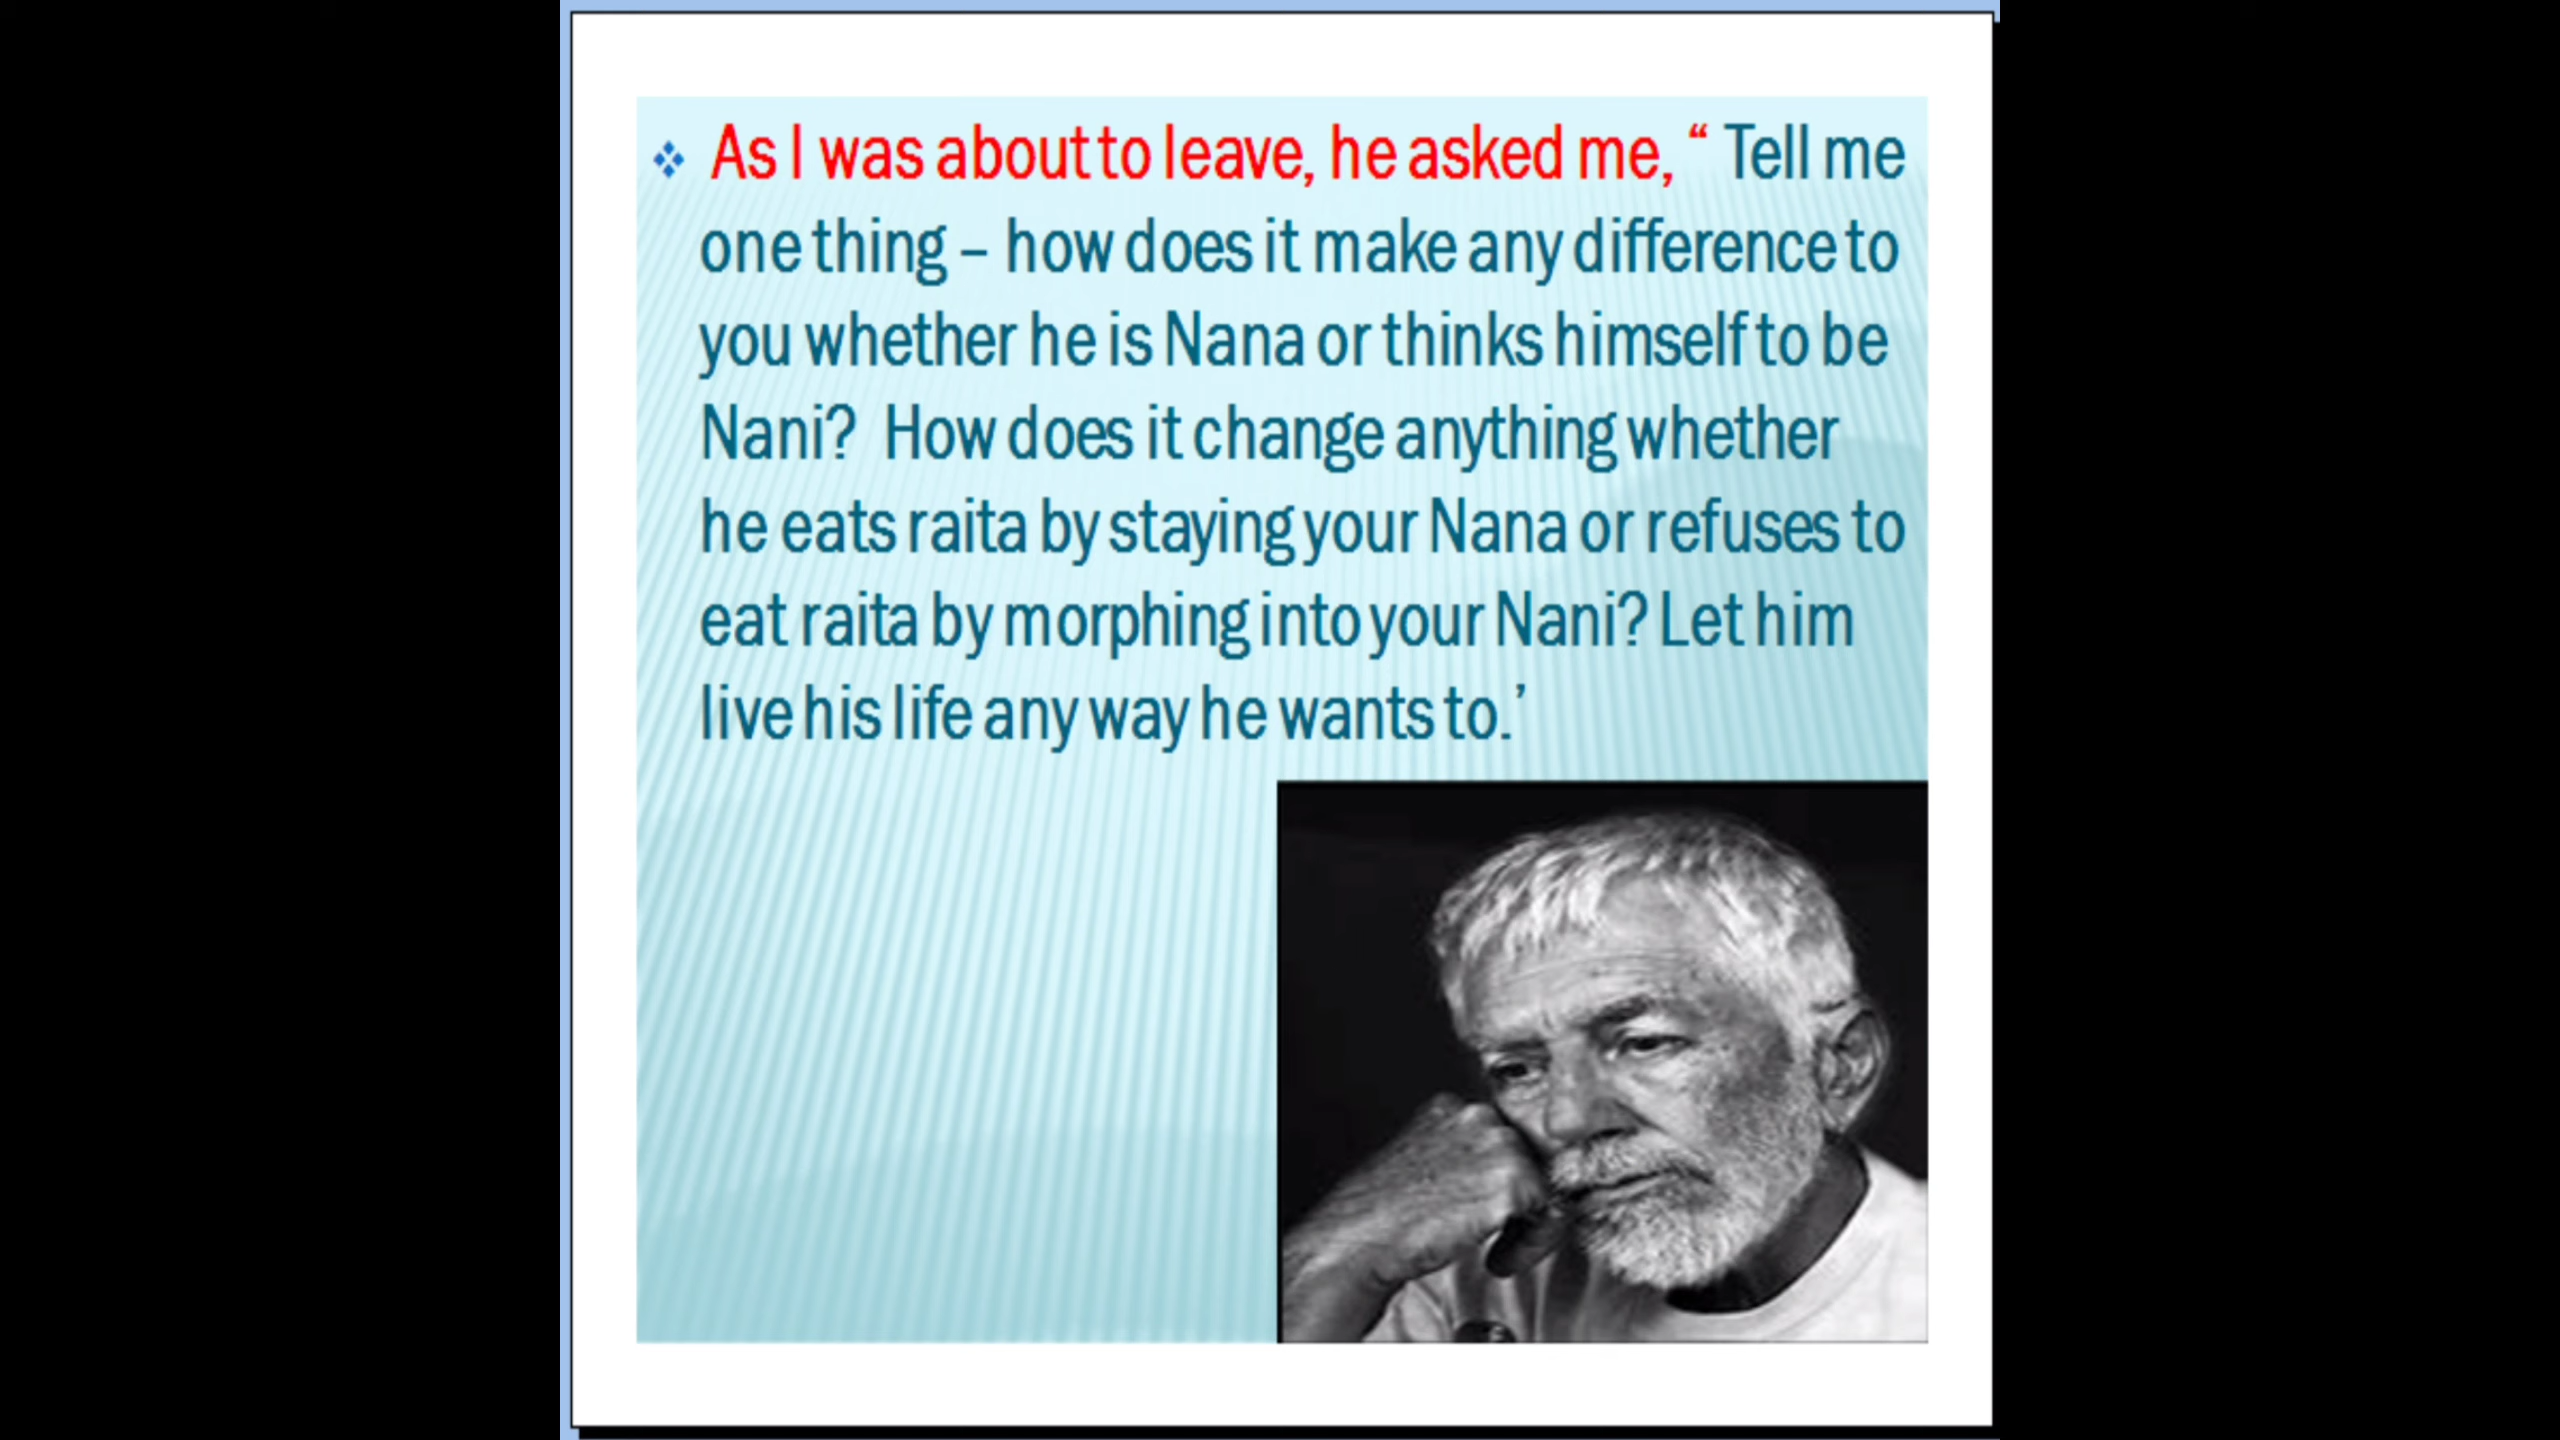 As I was about to leave, he asked me, “ Tell me
one thing – how does it make any difference to
you whether he is Nana or thinks himself to be
Nani?  How does it change anything whether
he eats raita by staying your Nana or refuses to
eat raita by morphing into your Nani? Let him
live his life any way he wants to.’